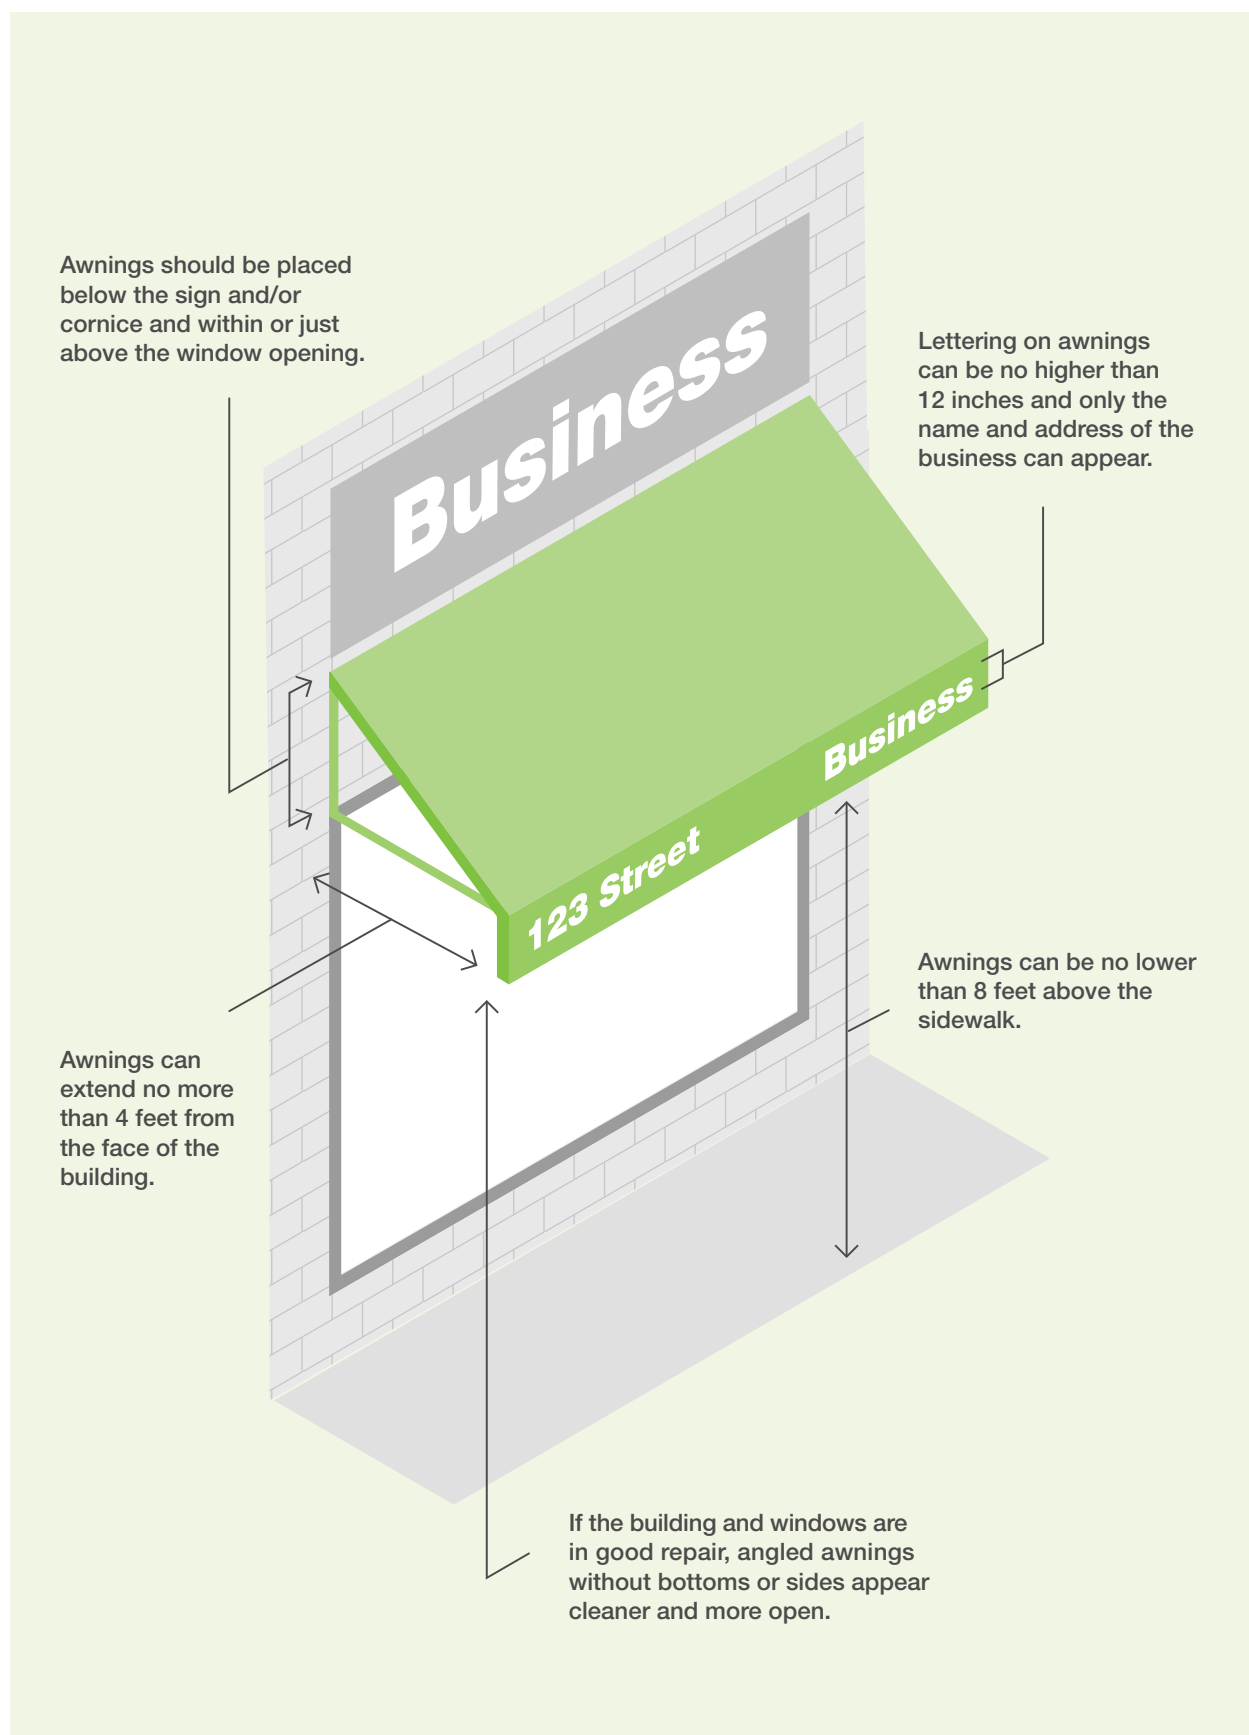 Awnings should be placed
below the sign and/or
cornice and within or just
above the window opening.
Lettering on awnings
can be no higher than
12 inches and only the
name and address of the
business can appear.
Business
Business
123 Street
Awnings can be no lower
than 8 feet above the
sidewalk.
Awnings can
extend no more
than 4 feet from
the face of the
building.
If the building and windows are
in good repair, angled awnings
without bottoms or sides appear
cleaner and more open.